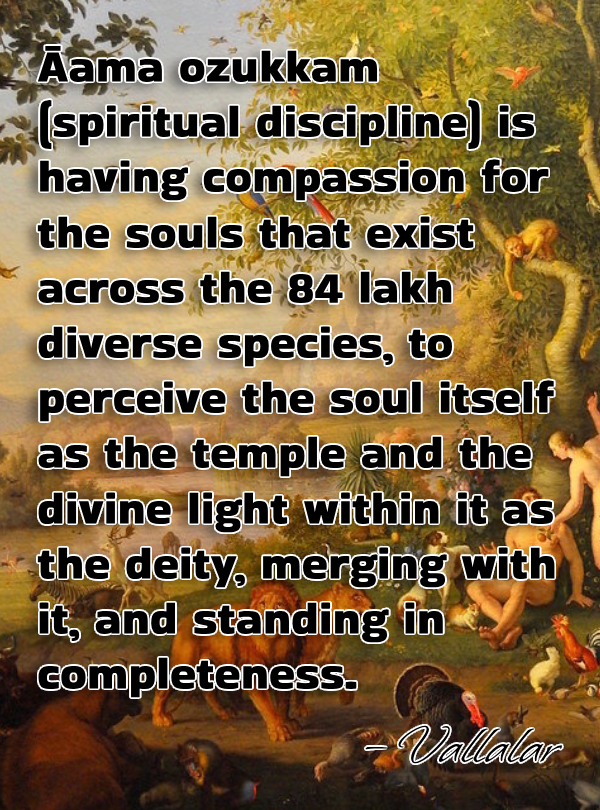 Āama ozukkam
(spiritual discipline) is
having compassion for
the souls that exist
across the 84 lakh
diverse species, to
perceive the soul itself
as the temple and the
divine light within it as
the deity, merging with
it, and standing in
completeness.
– Vallalar